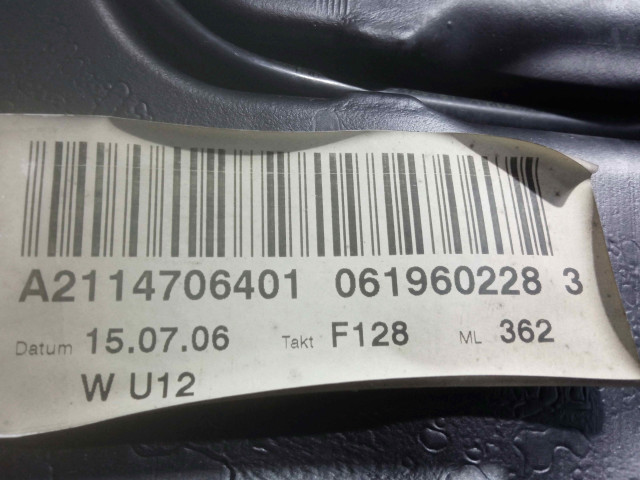 A2114706401 061960228 3
Datum 15.07.06 Takt F128 ML 362
W U12